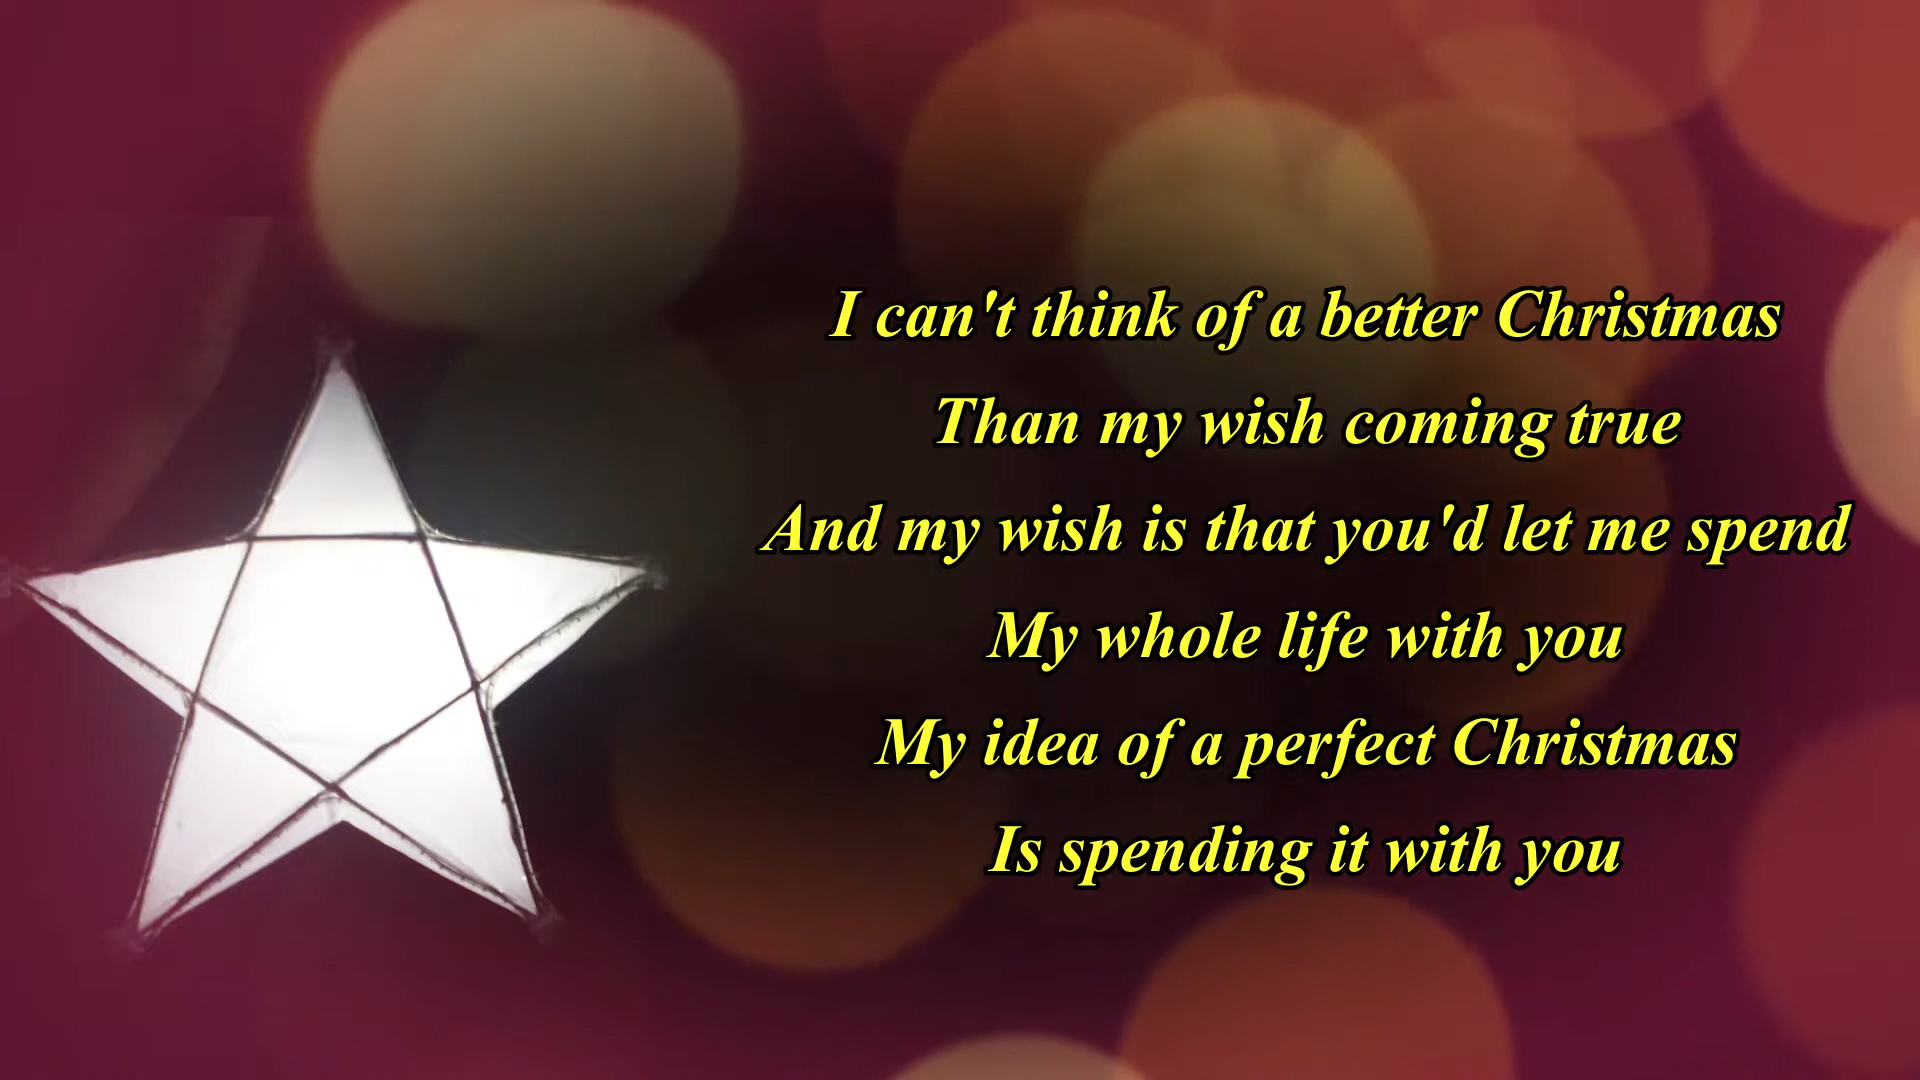 I can't think of a better Christmas
Than my wish coming true
And my wish is that you'd let me spend
My whole life with you
My idea of a perfect Christmas
Is spending it with you